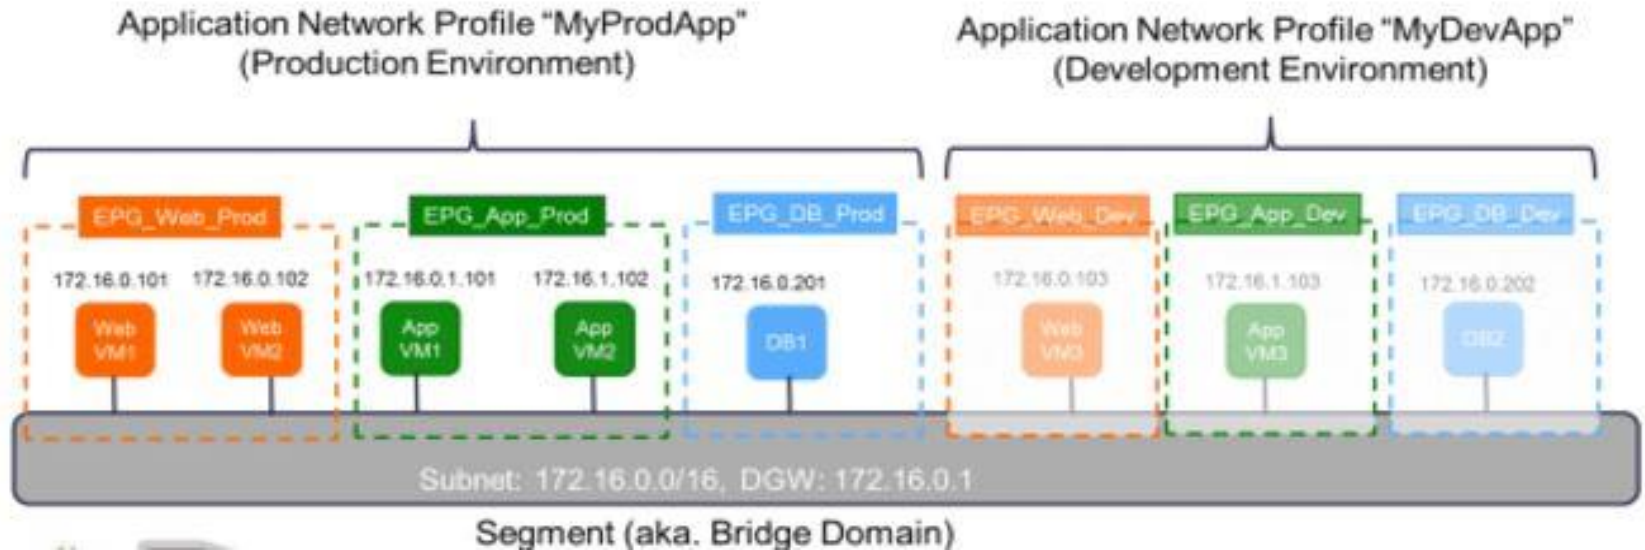 Application Network Profile “MyProdApp”
(Production Environment)
Application Network Profile “MyDevApp”
(Development Environment)
EPG_Web_Prod
EPG_App_Prod
EPG_DB_Prod
EPG_Web_Dev
EPG_App_Dev
EPG_DB_Dev
172.16.0.101
172.16.0.102
172.16.0.1.101
172.16.1.102
172.16.0.201
172.16.0.103
172.16.1.103
172.16.0.202
Web
VM1
Web
VM2
App
VM1
App
VM2
DB1
Web
VM3
App
VM3
DB2
Subnet: 172.16.0.0/16, DGW: 172.16.0.1
Segment (aka. Bridge Domain)